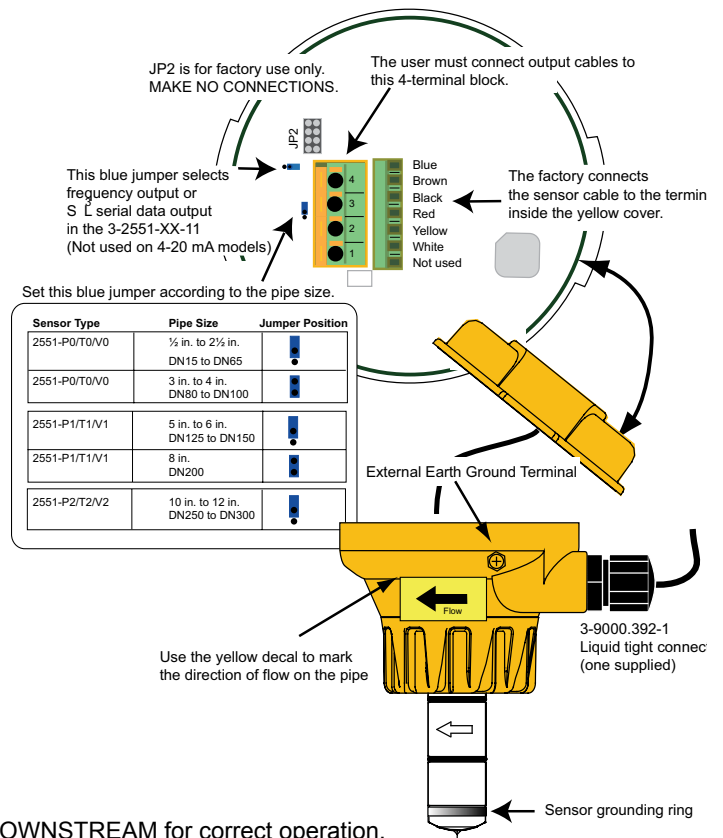 JP2 is for factory use only.
MAKE NO CONNECTIONS.
The user must connect output cables to
this 4-terminal block.
JP2
This blue jumper selects
frequency output or
S³L serial data output
in the 3-2551-XX-11
(Not used on 4-20 mA models)
4
3
2
1
Blue
Brown
Black
Red
Yellow
White
Not used
The factory connects
the sensor cable to the termin
inside the yellow cover.
Set this blue jumper according to the pipe size.
Sensor Type Pipe Size Jumper Position
2551-P0/T0/V0 ½ in. to 2½ in.
DN15 to DN65
2551-P0/T0/V0 3 in. to 4 in.
DN80 to DN100
2551-P1/T1/V1 5 in. to 6 in.
DN125 to DN150
2551-P1/T1/V1 8 in.
DN200
2551-P2/T2/V2 10 in. to 12 in.
DN250 to DN300
External Earth Ground Terminal
Flow
Use the yellow decal to mark
the direction of flow on the pipe
3-9000.392-1
Liquid tight connect
(one supplied)
Sensor grounding ring
OWNSTREAM for correct operation.